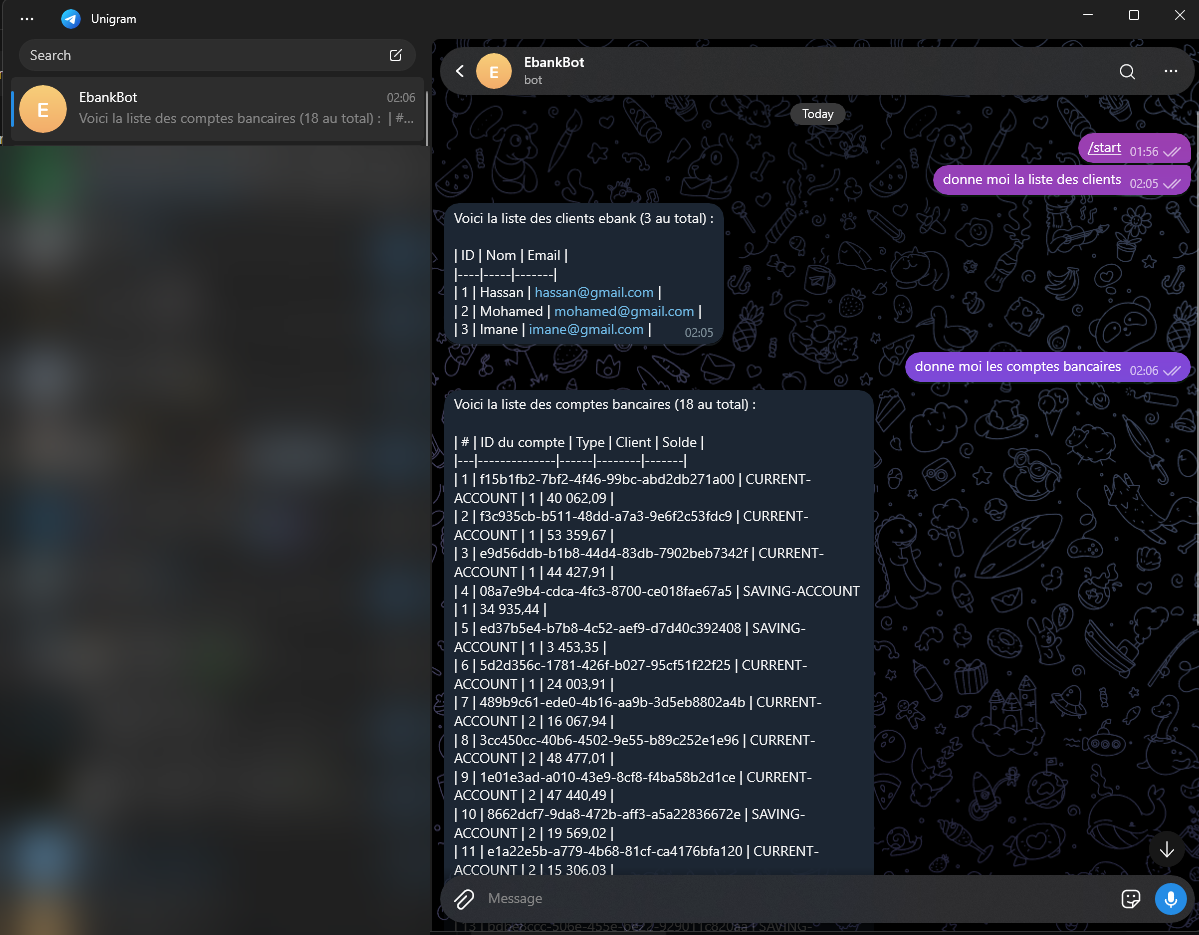 Unigram
Search
EbankBot
02:06
Voici la liste des comptes bancaires (18 au total) : | #...
E
E
EbankBot
bot
Today
/start 01:56
donne moi la liste des clients 02:05
Voici la liste des clients ebank (3 au total) :
| ID | Nom | Email |
|----|-----|-------|
| 1 | Hassan | hassan@gmail.com |
| 2 | Mohamed | mohamed@gmail.com |
| 3 | Imane | imane@gmail.com | 02:05
donne moi les comptes bancaires 02:06
Voici la liste des comptes bancaires (18 au total) :
| # | ID du compte | Type | Client | Solde |
|---|--------------|------|--------|-------|
| 1 | f15b1fb2-7bf2-4f46-99bc-abd2db271a00 | CURRENT-
ACCOUNT | 1 | 40 062,09 |
| 2 | f3c935cb-b511-48dd-a7a3-9e6f2c53fdc9 | CURRENT-
ACCOUNT | 1 | 53 359,67 |
| 3 | e9d56ddb-b1b8-44d4-83db-7902beb7342f | CURRENT-
ACCOUNT | 1 | 44 427,91 |
| 4 | 08a7e9b4-cdca-4fc3-8700-ce018fae67a5 | SAVING-ACCOUNT
| 1 | 34 935,44 |
| 5 | ed37b5e4-b7b8-4c52-aef9-d7d40c392408 | SAVING-
ACCOUNT | 1 | 3 453,35 |
| 6 | 5d2d356c-1781-426f-b027-95cf51f22f25 | CURRENT-
ACCOUNT | 1 | 24 003,91 |
| 7 | 489b9c61-ede0-4b16-aa9b-3d5eb8802a4b | CURRENT-
ACCOUNT | 2 | 16 067,94 |
| 8 | 3cc450cc-40b6-4502-9e55-b89c252e1e96 | CURRENT-
ACCOUNT | 2 | 48 477,01 |
| 9 | 1e01e3ad-a010-43e9-8cf8-f4ba58b2d1ce | CURRENT-
ACCOUNT | 2 | 47 440,49 |
| 10 | 8662dcf7-9da8-472b-aff3-a5a22836672e | SAVING-
ACCOUNT | 2 | 19 569,02 |
| 11 | e1a22e5b-a779-4b68-81cf-ca4176bfa120 | CURRENT-
ACCOUNT | 2 | 15 306,03 |
Message